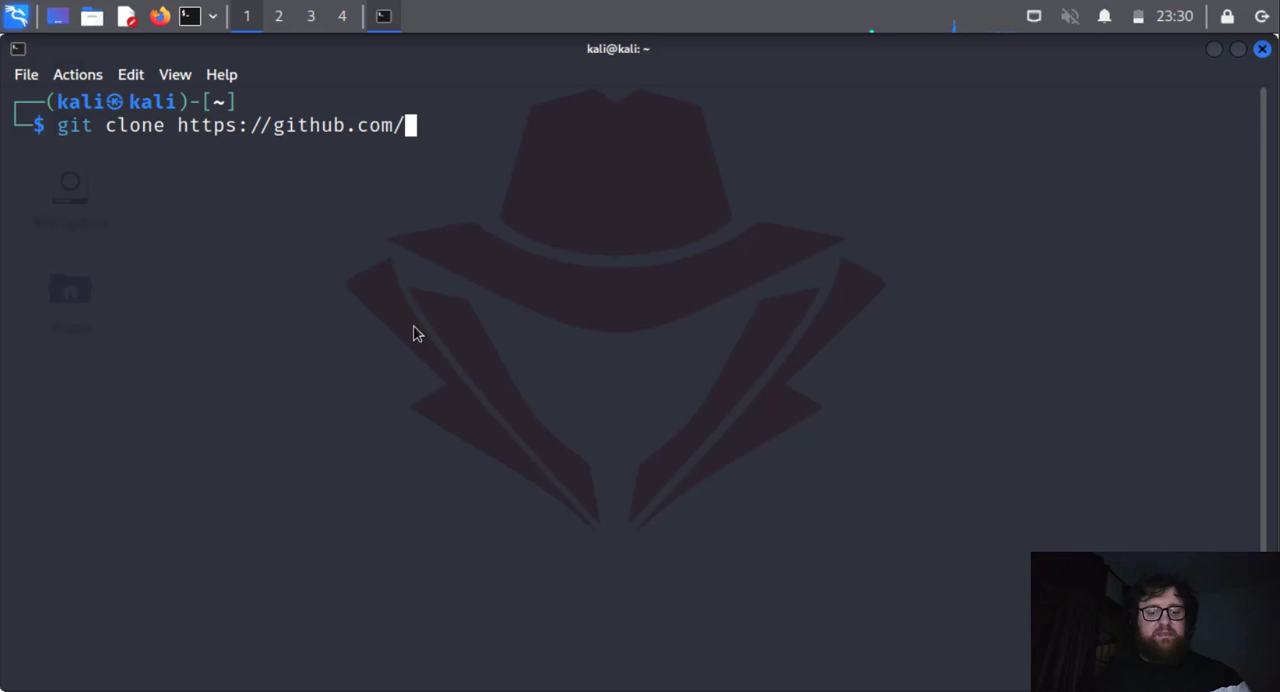 1 2 3 4 23:30
kali@kali: ~
File Actions Edit View Help
┌──(kali㉿kali)-[~]
└─$ git clone https://github.com/